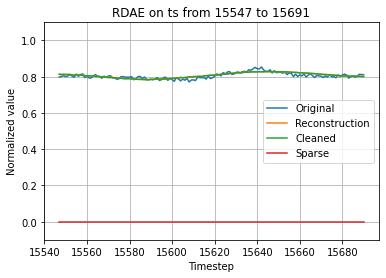 RDAE on ts from 15547 to 15691
Normalized value
1.0
0.8
0.6
0.4
0.2
0.0
Original
Reconstruction
Cleaned
Sparse
15540 15560 15580 15600 15620 15640 15660 15680
Timestep